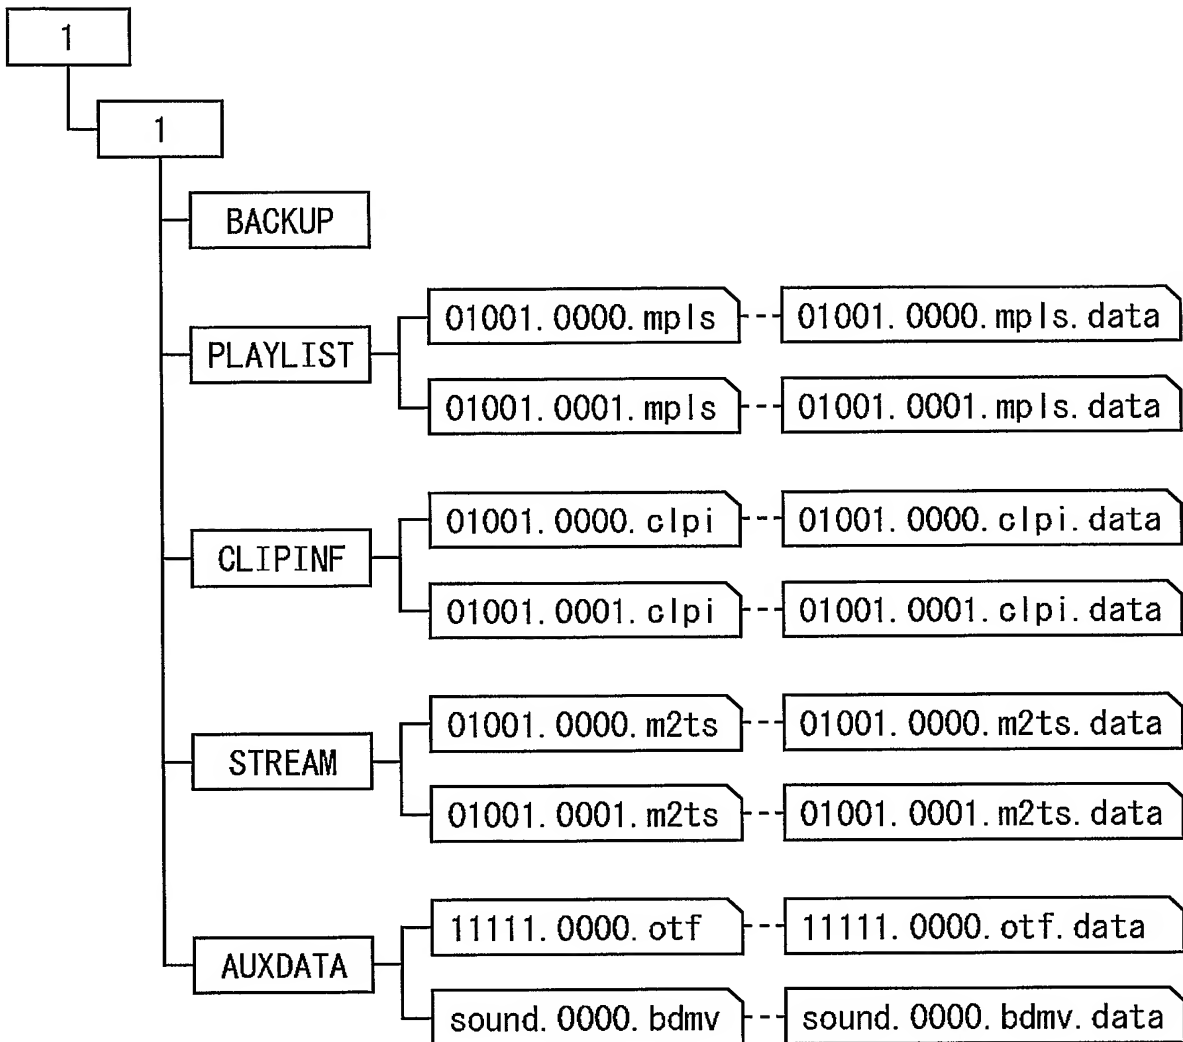 1
1
BACKUP
01001.0000.mpls
01001.0000.mpls.data
PLAYLIST
01001.0001.mpls
01001.0001.mpls.data
01001.0000.clpi
01001.0000.clpi.data
CLIPINF
01001.0001.clpi
01001.0001.clpi.data
01001.0000.m2ts
01001.0000.m2ts.data
STREAM
01001.0001.m2ts
01001.0001.m2ts.data
11111.0000.otf
11111.0000.otf.data
AUXDATA
sound.0000.bdmv
sound.0000.bdmv.data